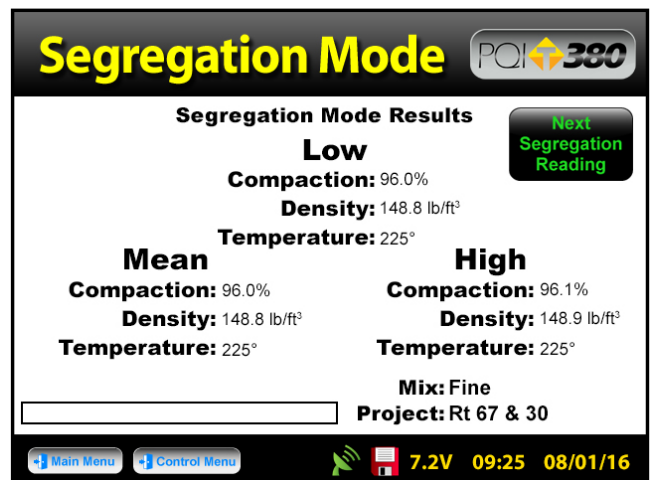 Segregation Mode PQI T 380
Segregation Mode Results
Next
Segregation
Reading
Low
Compaction: 96.0%
Density: 148.8 lb/ft³
Temperature: 225°
Mean
Compaction: 96.0%
Density: 148.8 lb/ft³
Temperature: 225°
High
Compaction: 96.1%
Density: 148.9 lb/ft³
Temperature: 225°
Mix: Fine
Project: Rt 67 & 30
Main Menu Control Menu 7.2V 09:25 08/01/16